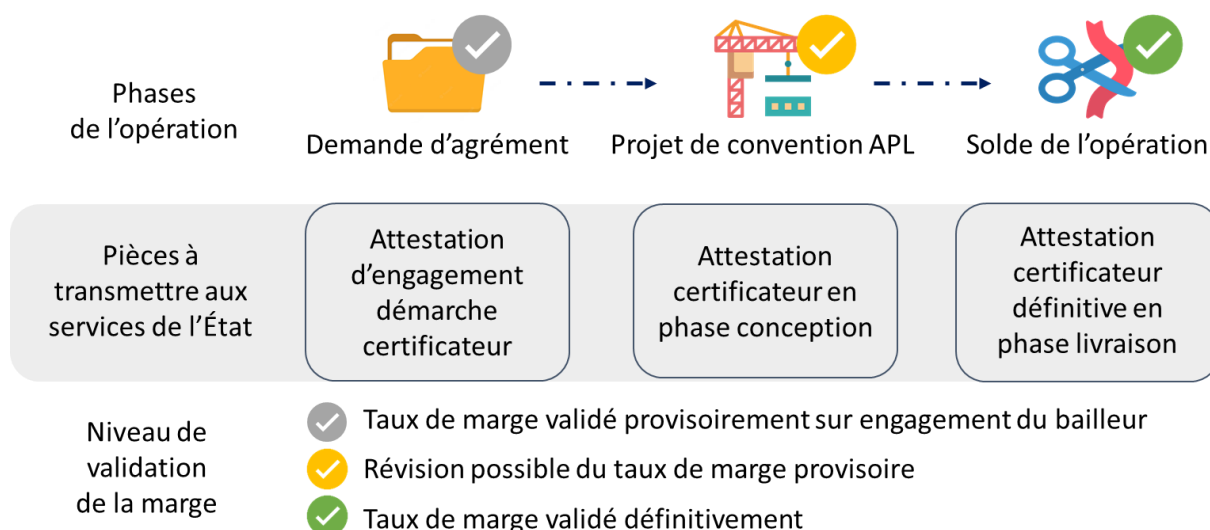 Phases
de l’opération
Demande d’agrément
Projet de convention APL
Solde de l’opération
Pièces à
transmettre aux
services de l’État
Attestation
d’engagement
démarche
certificateur
Attestation
certificateur en
phase conception
Attestation
certificateur
définitive en
phase livraison
Niveau de
validation
de la marge
Taux de marge validé provisoirement sur engagement du bailleur
Révision possible du taux de marge provisoire
Taux de marge validé définitivement